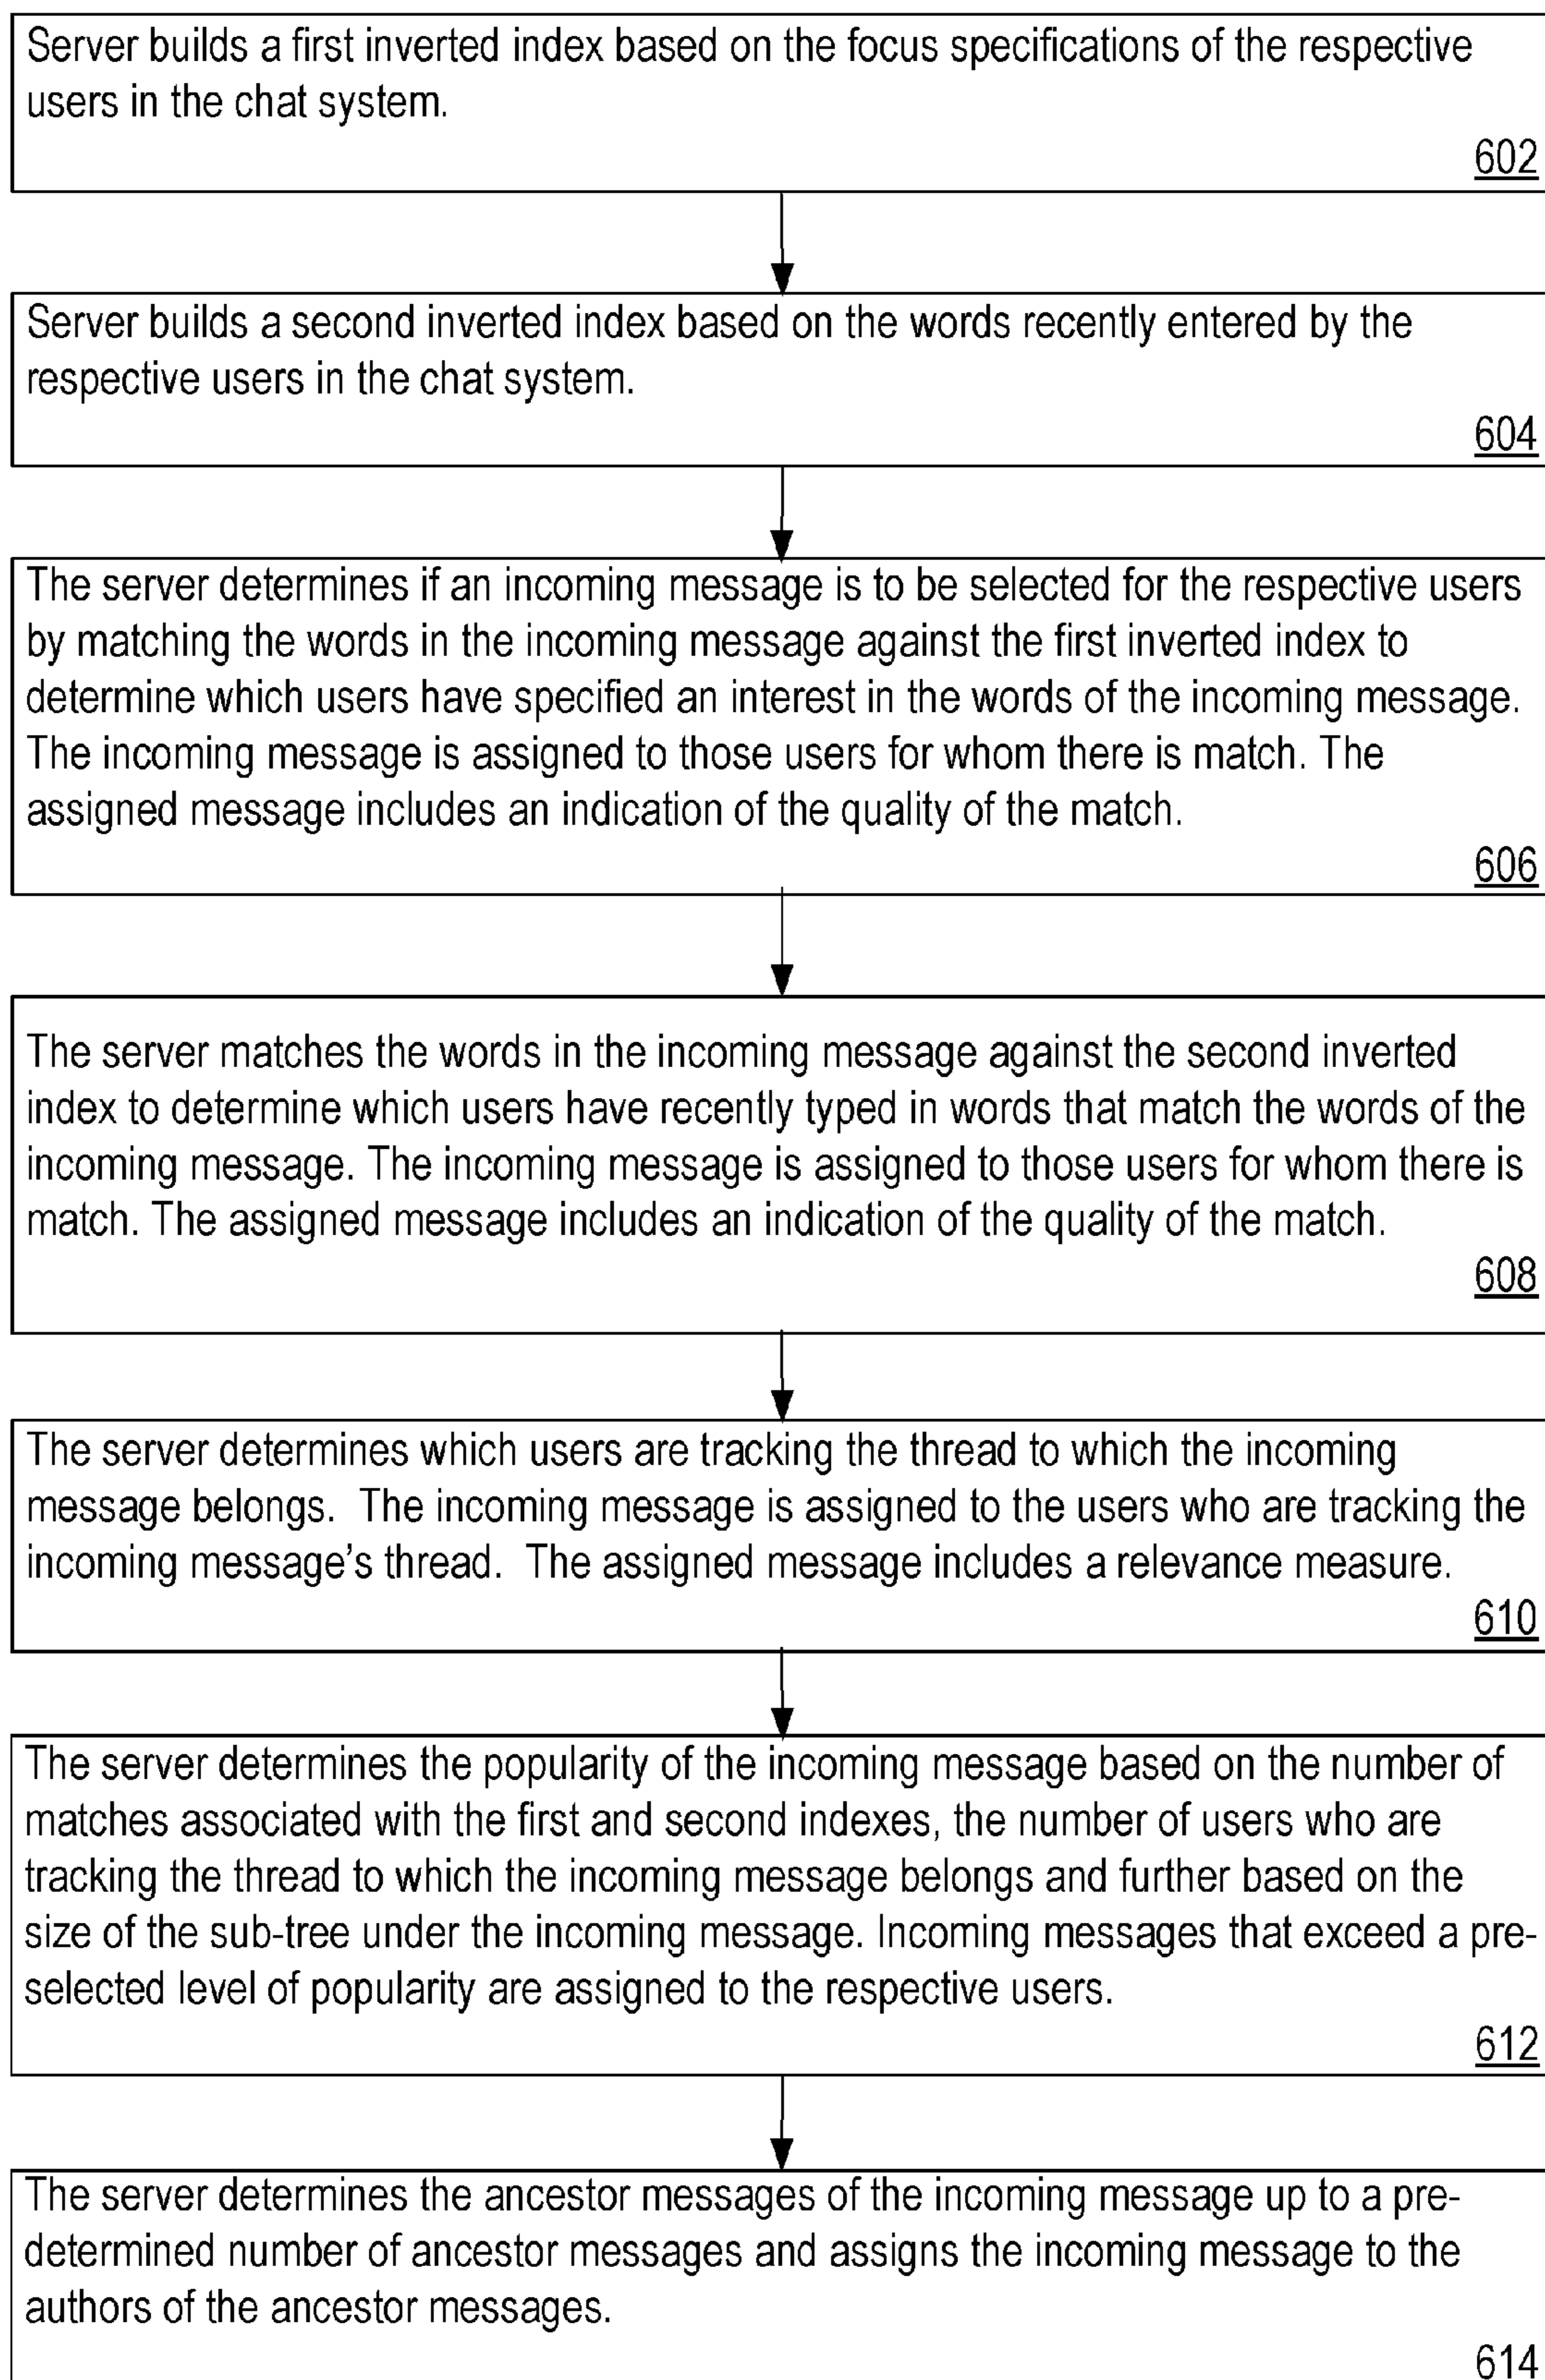 Server builds a first inverted index based on the focus specifications of the respective
users in the chat system.
602
Server builds a second inverted index based on the words recently entered by the
respective users in the chat system.
604
The server determines if an incoming message is to be selected for the respective users
by matching the words in the incoming message against the first inverted index to
determine which users have specified an interest in the words of the incoming message.
The incoming message is assigned to those users for whom there is match. The
assigned message includes an indication of the quality of the match.
606
The server matches the words in the incoming message against the second inverted
index to determine which users have recently typed in words that match the words of the
incoming message. The incoming message is assigned to those users for whom there is
match. The assigned message includes an indication of the quality of the match.
608
The server determines which users are tracking the thread to which the incoming
message belongs.  The incoming message is assigned to the users who are tracking the
incoming message's thread.  The assigned message includes a relevance measure.
610
The server determines the popularity of the incoming message based on the number of
matches associated with the first and second indexes, the number of users who are
tracking the thread to which the incoming message belongs and further based on the
size of the sub-tree under the incoming message. Incoming messages that exceed a pre-
selected level of popularity are assigned to the respective users.
612
The server determines the ancestor messages of the incoming message up to a pre-
determined number of ancestor messages and assigns the incoming message to the
authors of the ancestor messages.
614